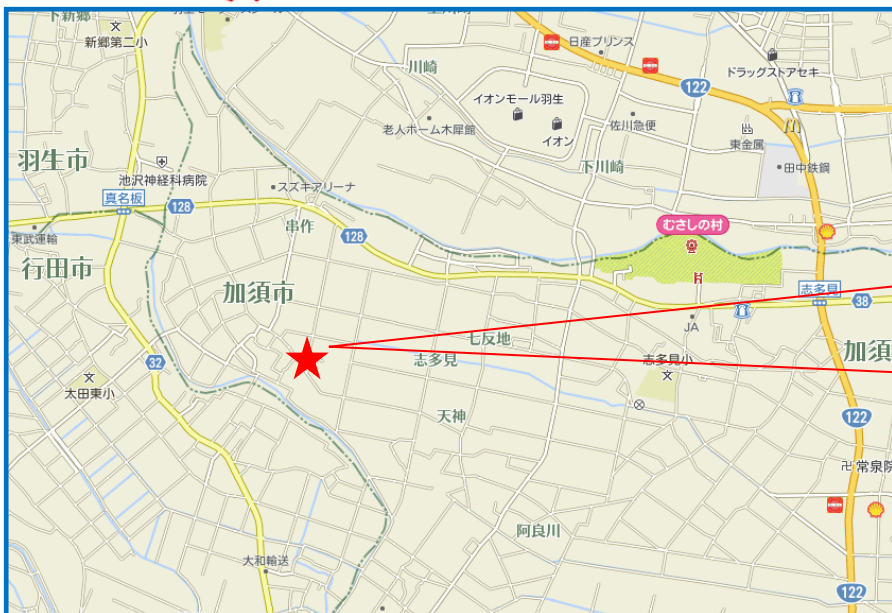 下新郷
新郷第二小
上川崎
川崎
日産プリンス
122
ドラッグストアセキ
イオンモール羽生
イオン
老人ホーム木犀館
佐川急便
東金属
田中鉄鋼
下川崎
羽生市
池沢神経科病院
スズキアリーナ
真名板
128
串作
128
東武運輸
行田市
むさしの村
加須市
志多見
38
JA
七反地
志多見
志多見小
加須
32
太田東小
天神
122
卍常泉院
阿良川
大和輸送
122